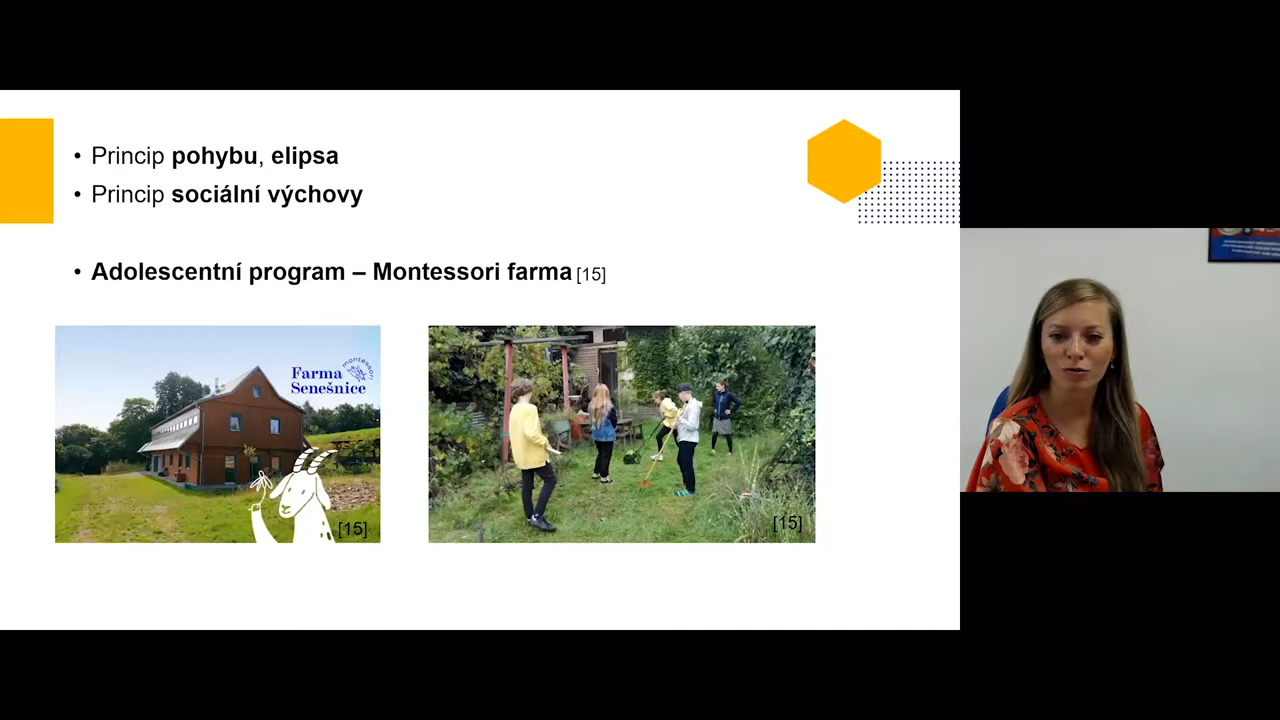 • Princip pohybu, elipsa
• Princip sociální výchovy
• Adolescentní program – Montessori farma [15]
montessori
Farma
Senešnice
[15]
[15]